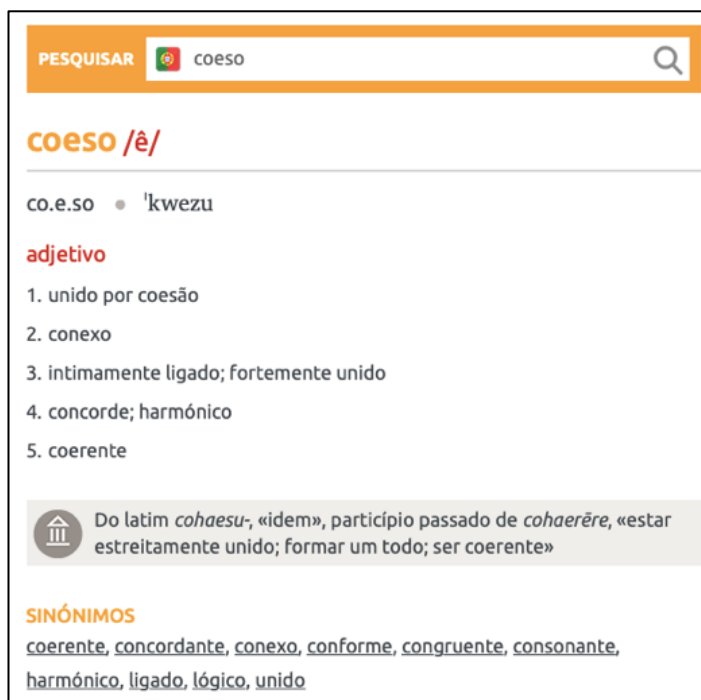 PESQUISAR coeso
coeso /ê/
co.e.so • ˈkwezu
adjetivo
1. unido por coesão
2. conexo
3. intimamente ligado; fortemente unido
4. concorde; harmónico
5. coerente
Do latim cohaesu-, «idem», particípio passado de cohaerēre, «estar
estreitamente unido; formar um todo; ser coerente»
SINÓNIMOS
coerente, concordante, conexo, conforme, congruente, consonante,
harmónico, ligado, lógico, unido